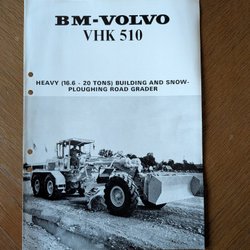 BM-VOLVO
VHK 510
HEAVY (16.6 - 20 TONS) BUILDING AND SNOW-
PLOUGHING ROAD GRADER